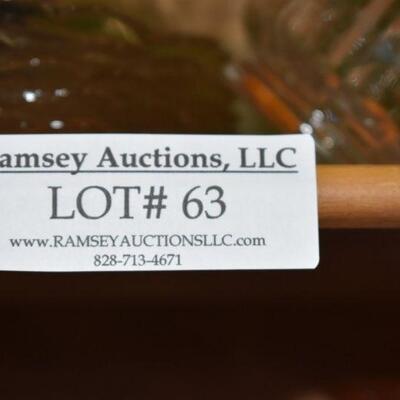 amsey Auctions, LLC
LOT# 63
www.RAMSEYAUCTIONSLLC.com
828-713-4671